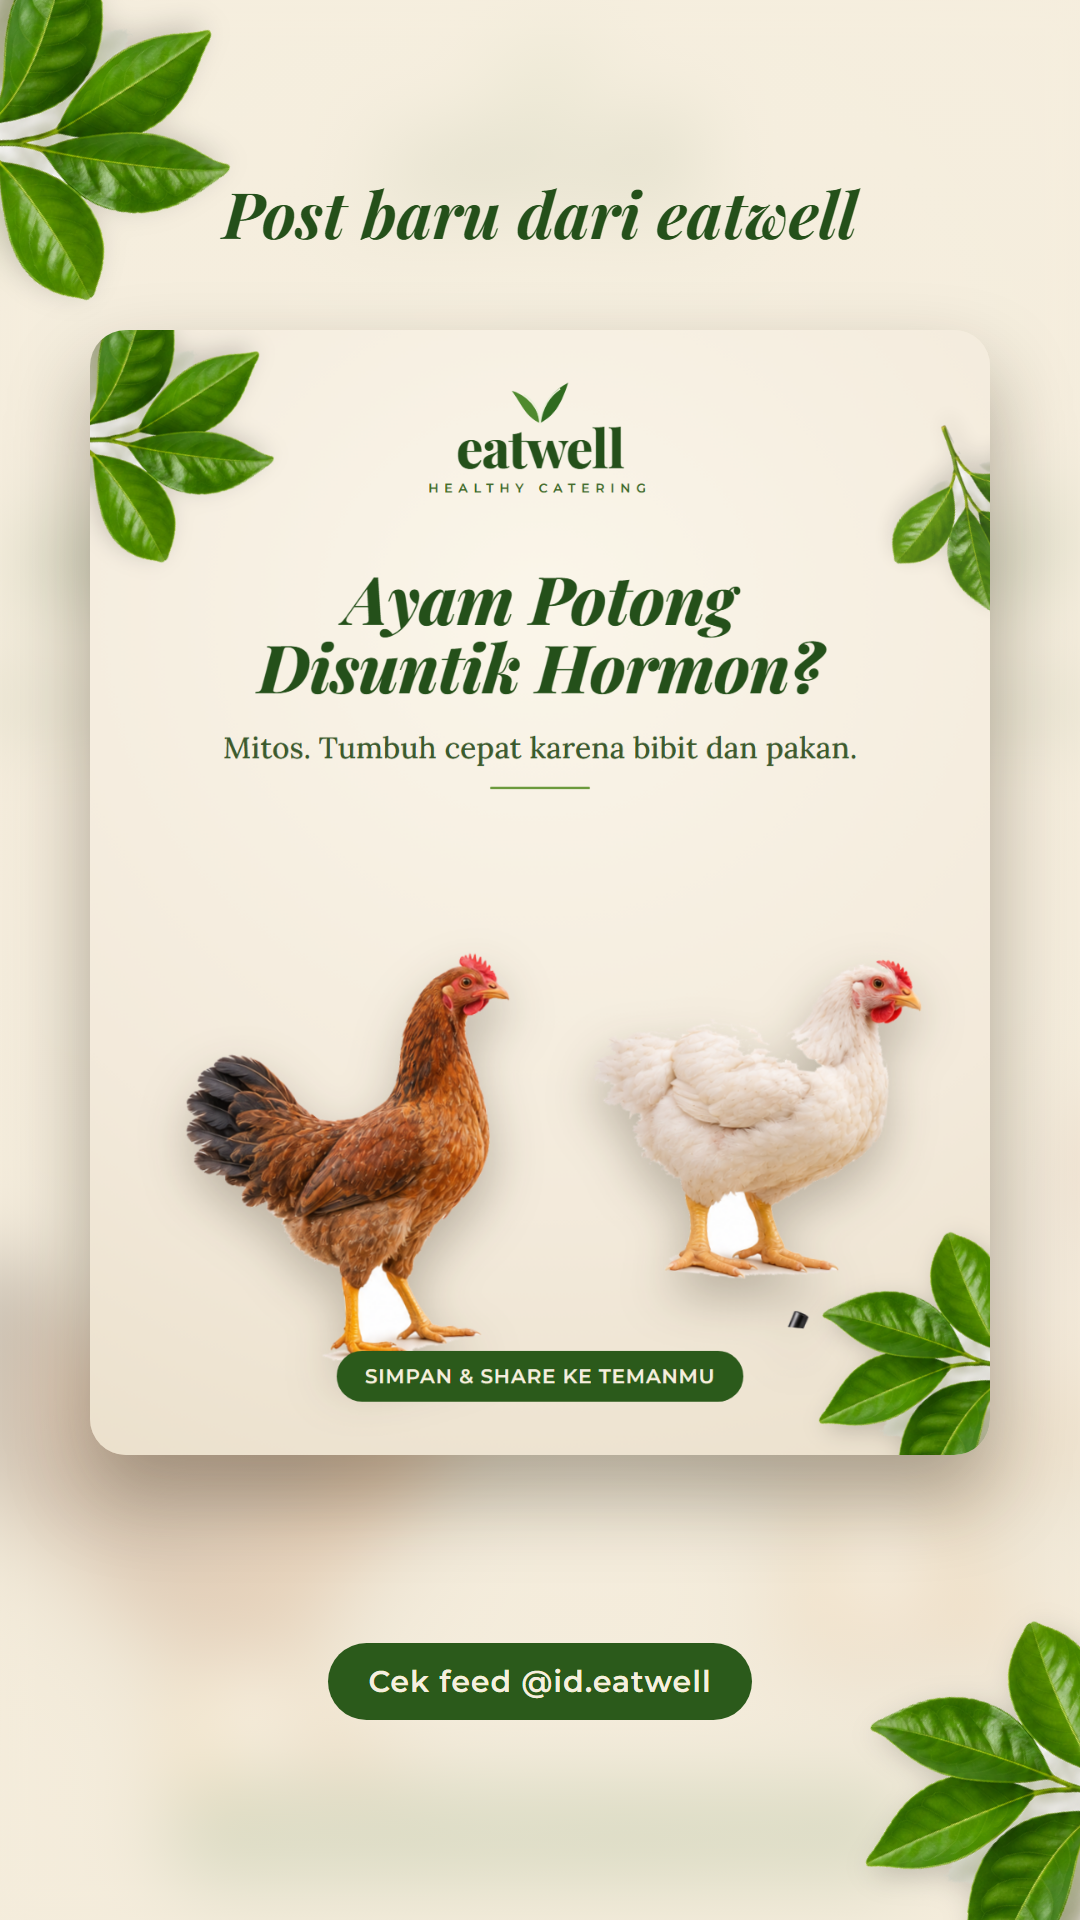 Post baru dari eatwell
eatwell
HEALTHY CATERING
Ayam Potong
Disuntik Hormon?
Mitos. Tumbuh cepat karena bibit dan pakan.
SIMPAN & SHARE KE TEMANMU
Cek feed @id.eatwell